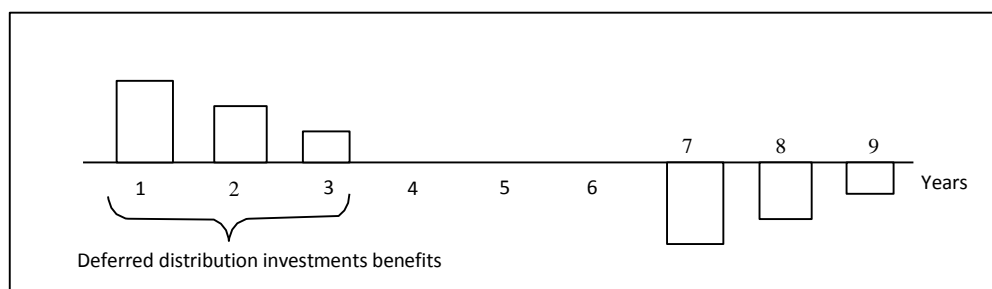 7 8 9
1 2 3 4 5 6 Years
Deferred distribution investments benefits